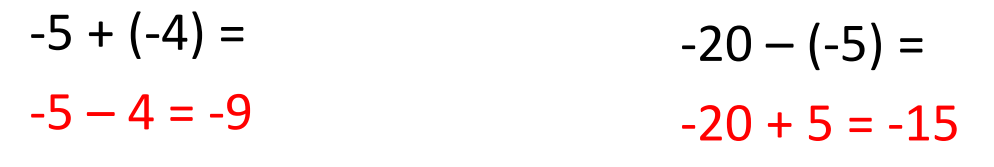 -5 + (-4) =
-5 – 4 = -9
-20 – (-5) =
-20 + 5 = -15